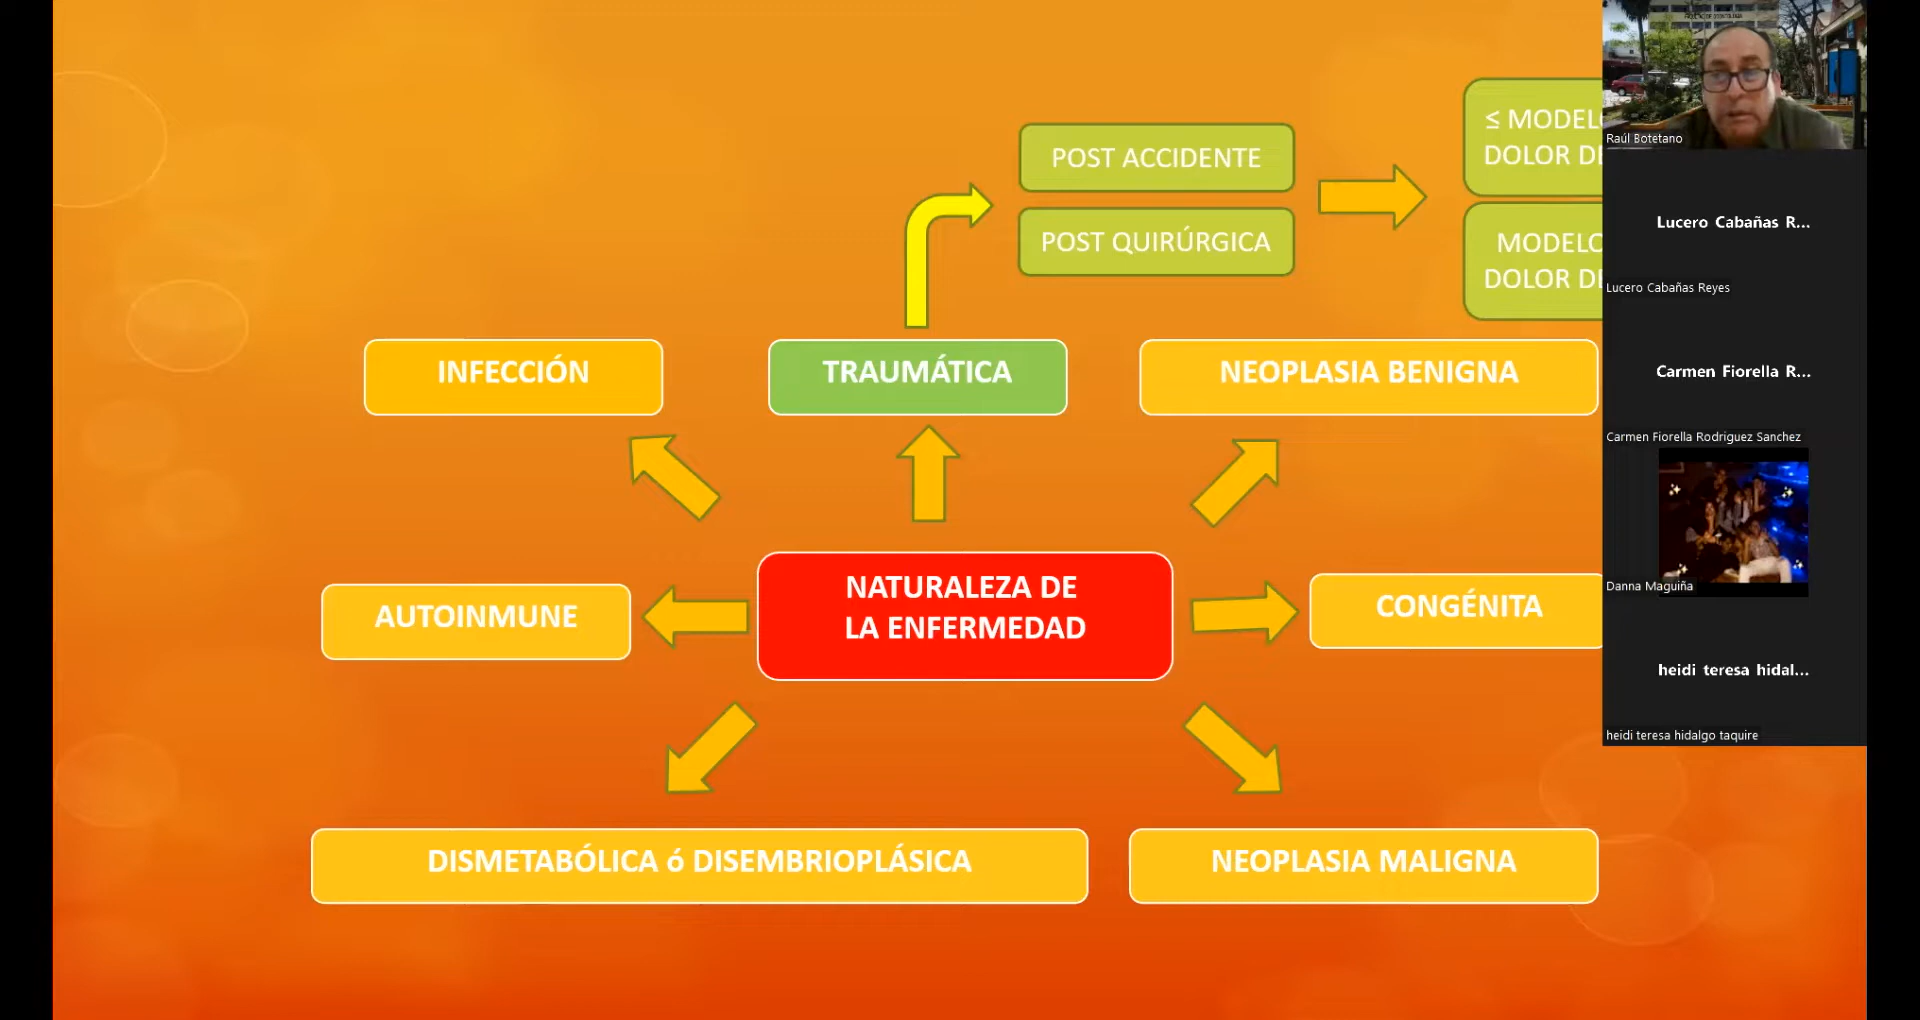 POST ACCIDENTE
POST QUIRÚRGICA
≤ MODEL
DOLOR DE
MODELO
DOLOR DE
INFECCIÓN
TRAUMÁTICA
NEOPLASIA BENIGNA
AUTOINMUNE
NATURALEZA DE
LA ENFERMEDAD
CONGÉNITA
DISMETABÓLICA ó DISEMBRIOPLÁSICA
NEOPLASIA MALIGNA
Raúl Botetano
Lucero Cabañas R...
Lucero Cabañas Reyes
Carmen Fiorella R...
Carmen Fiorella Rodriguez Sanchez
Danna Maguiña
heidi teresa hidal...
heidi teresa hidalgo taquire